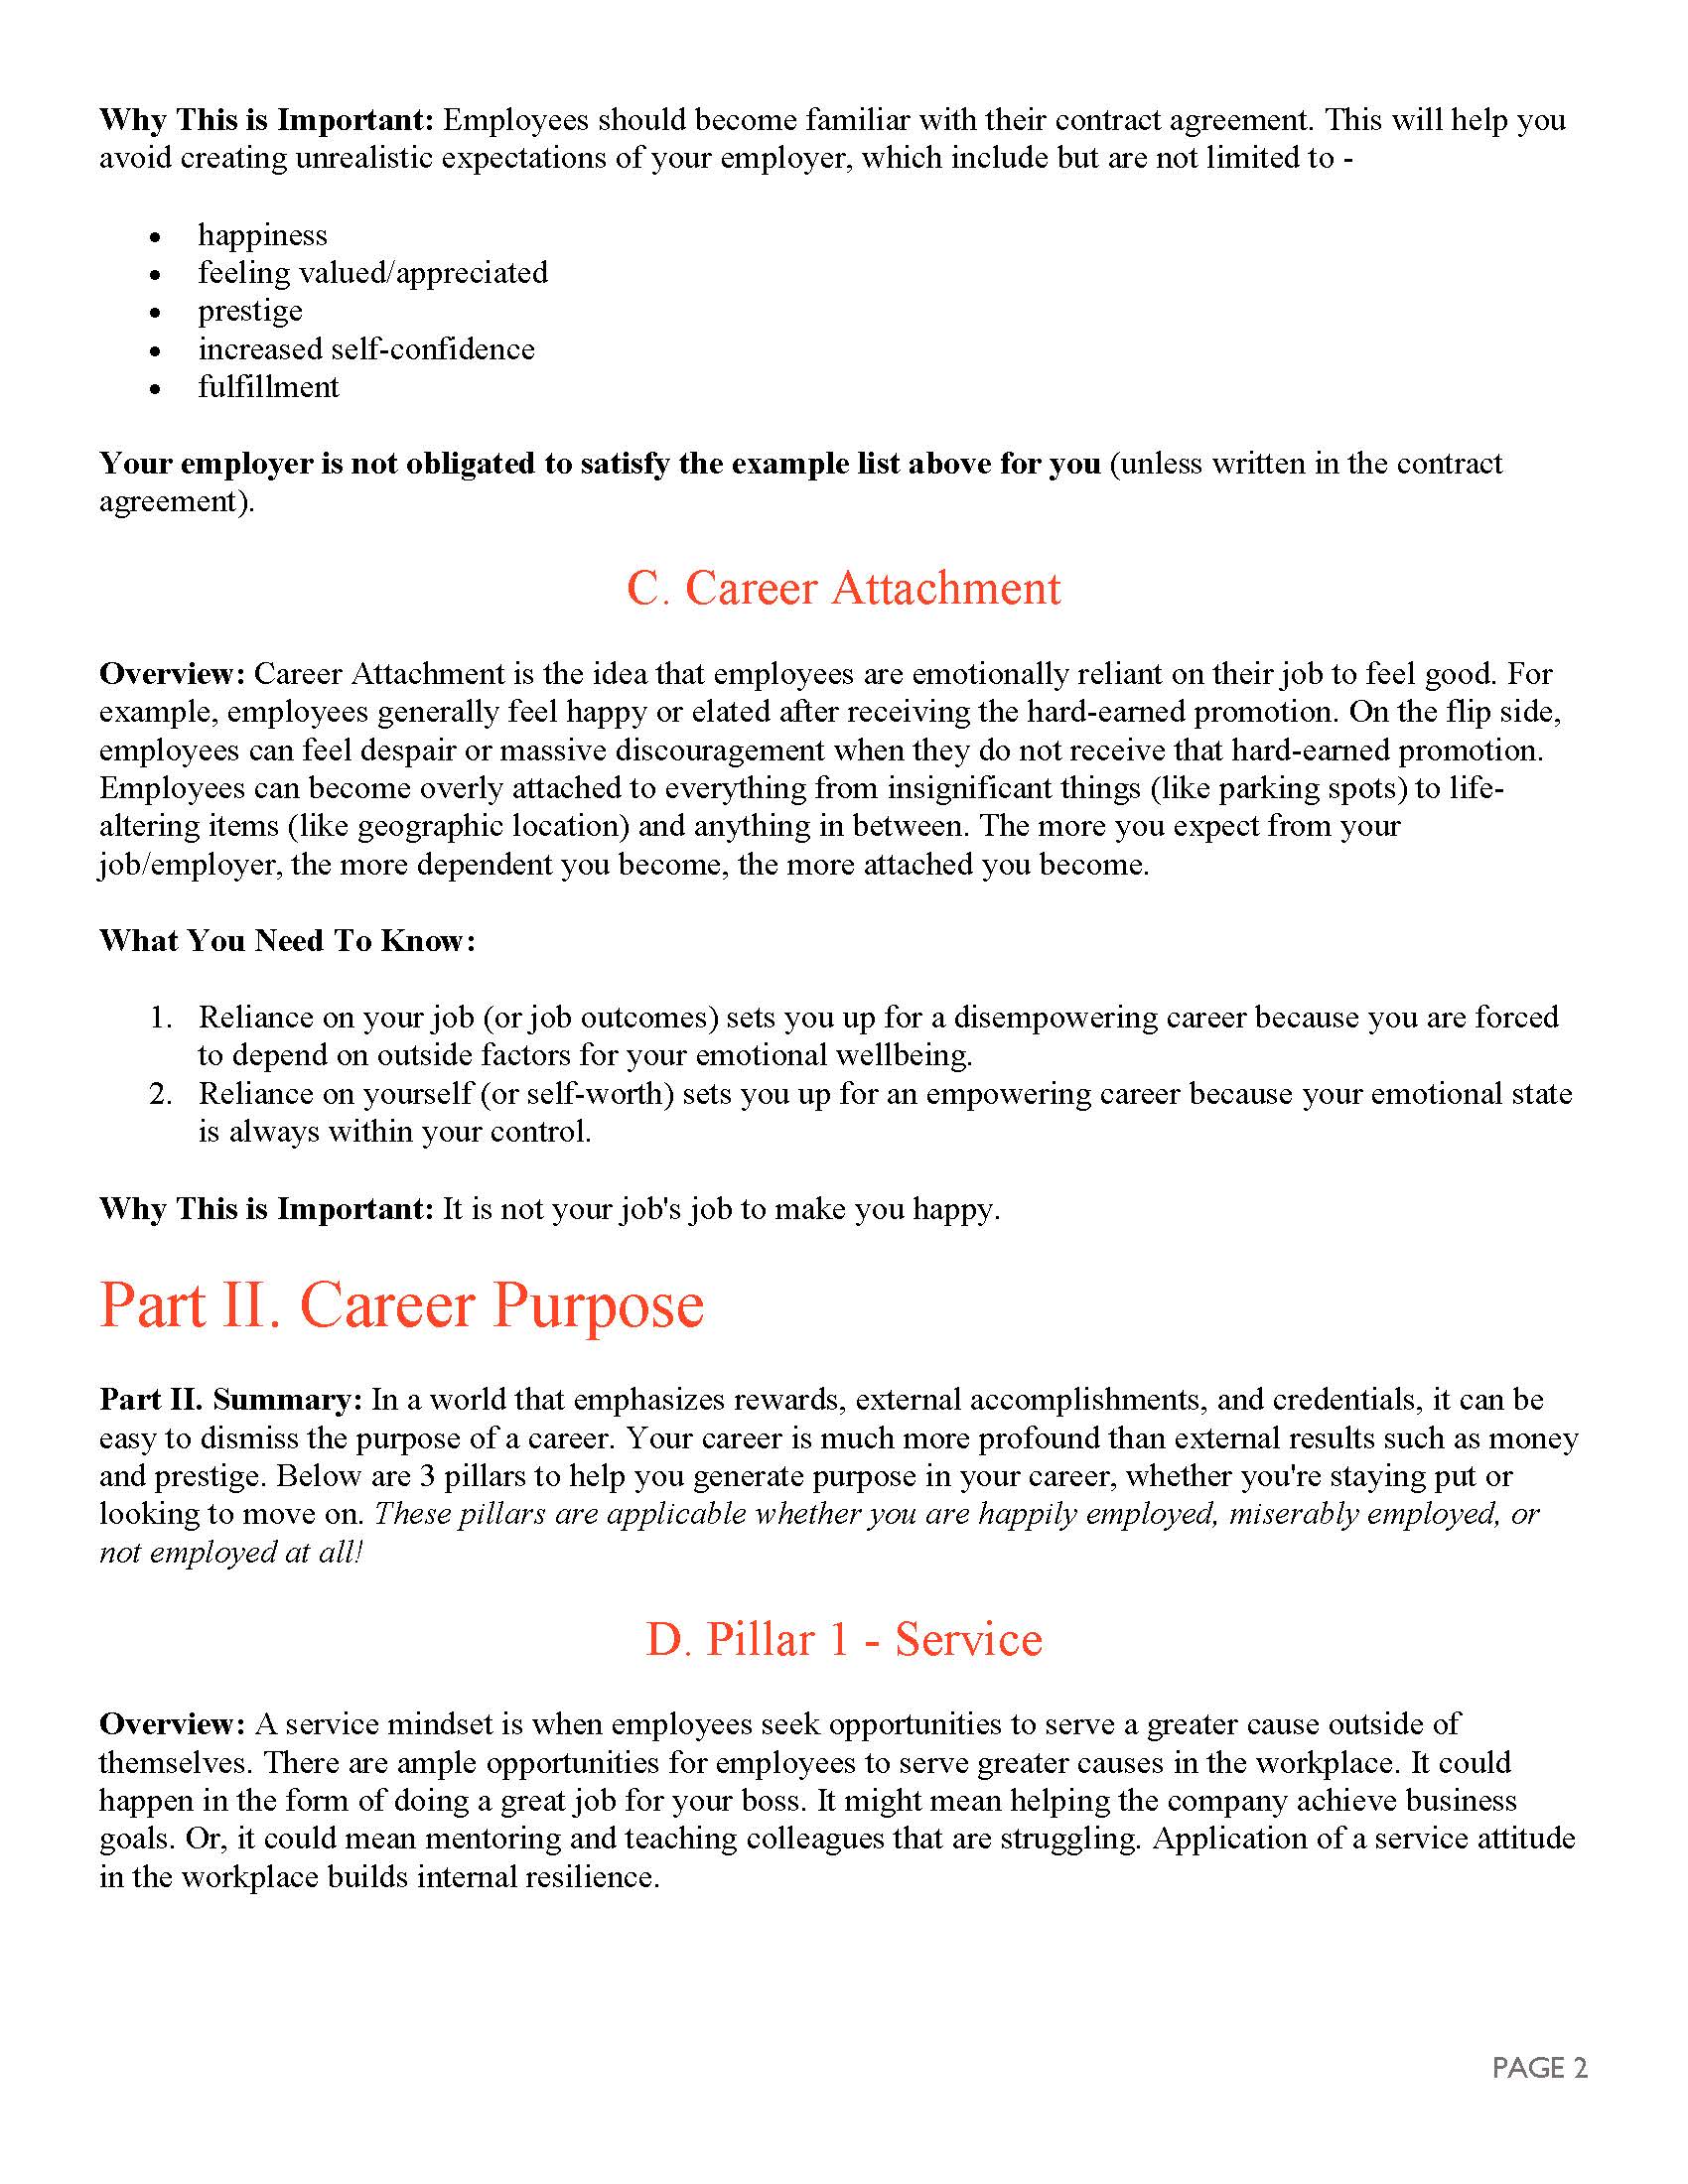 Why This is Important: Employees should become familiar with their contract agreement. This will help you
avoid creating unrealistic expectations of your employer, which include but are not limited to -
• happiness
• feeling valued/appreciated
• prestige
• increased self-confidence
• fulfillment
Your employer is not obligated to satisfy the example list above for you (unless written in the contract
agreement).
C. Career Attachment
Overview: Career Attachment is the idea that employees are emotionally reliant on their job to feel good. For
example, employees generally feel happy or elated after receiving the hard-earned promotion. On the flip side,
employees can feel despair or massive discouragement when they do not receive that hard-earned promotion.
Employees can become overly attached to everything from insignificant things (like parking spots) to life-
altering items (like geographic location) and anything in between. The more you expect from your
job/employer, the more dependent you become, the more attached you become.
What You Need To Know:
1. Reliance on your job (or job outcomes) sets you up for a disempowering career because you are forced
to depend on outside factors for your emotional wellbeing.
2. Reliance on yourself (or self-worth) sets you up for an empowering career because your emotional state
is always within your control.
Why This is Important: It is not your job's job to make you happy.
Part II. Career Purpose
Part II. Summary: In a world that emphasizes rewards, external accomplishments, and credentials, it can be
easy to dismiss the purpose of a career. Your career is much more profound than external results such as money
and prestige. Below are 3 pillars to help you generate purpose in your career, whether you're staying put or
looking to move on. These pillars are applicable whether you are happily employed, miserably employed, or
not employed at all!
D. Pillar 1 - Service
Overview: A service mindset is when employees seek opportunities to serve a greater cause outside of
themselves. There are ample opportunities for employees to serve greater causes in the workplace. It could
happen in the form of doing a great job for your boss. It might mean helping the company achieve business
goals. Or, it could mean mentoring and teaching colleagues that are struggling. Application of a service attitude
in the workplace builds internal resilience.
PAGE 2